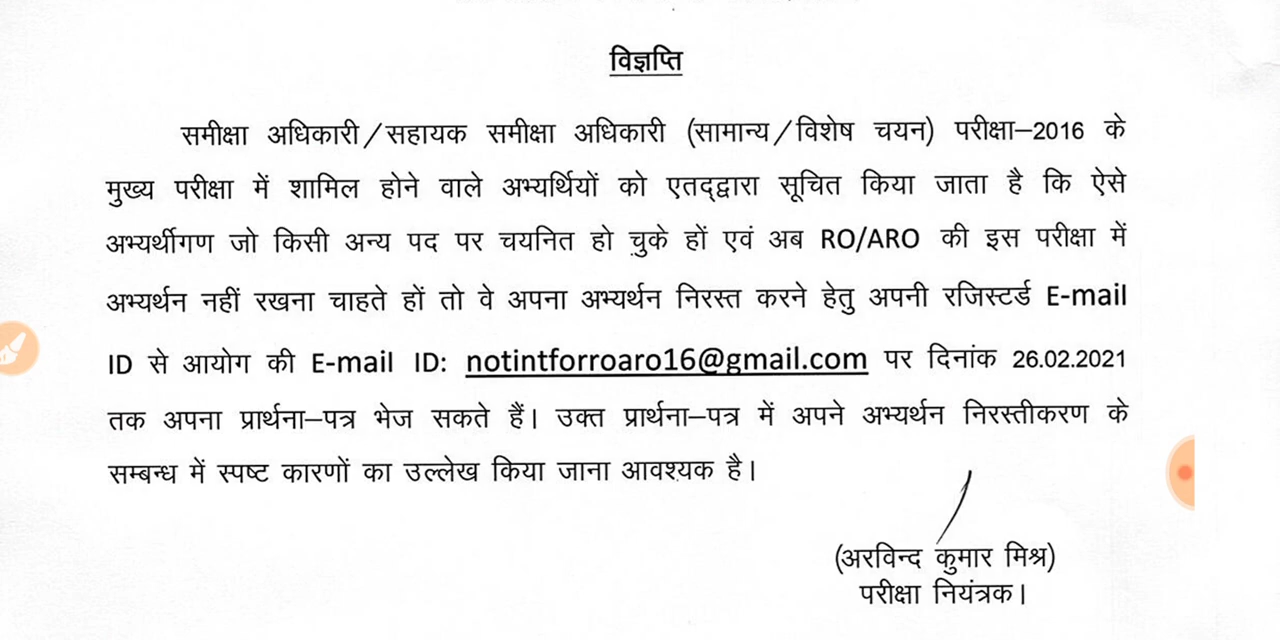 विज्ञप्ति
समीक्षा अधिकारी/सहायक समीक्षा अधिकारी (सामान्य/विशेष चयन) परीक्षा–2016 के
मुख्य परीक्षा में शामिल होने वाले अभ्यर्थियों को एतद्द्वारा सूचित किया जाता है कि ऐसे
अभ्यर्थीगण जो किसी अन्य पद पर चयनित हो चुके हों एवं अब RO/ARO की इस परीक्षा में
अभ्यर्थन नहीं रखना चाहते हों तो वे अपना अभ्यर्थन निरस्त करने हेतु अपनी रजिस्टर्ड E-mail
ID से आयोग की E-mail ID: notintforroaro16@gmail.com पर दिनांक 26.02.2021
तक अपना प्रार्थना–पत्र भेज सकते हैं। उक्त प्रार्थना–पत्र में अपने अभ्यर्थन निरस्तीकरण के
सम्बन्ध में स्पष्ट कारणों का उल्लेख किया जाना आवश्यक है।
(अरविन्द कुमार मिश्र)
परीक्षा नियंत्रक।